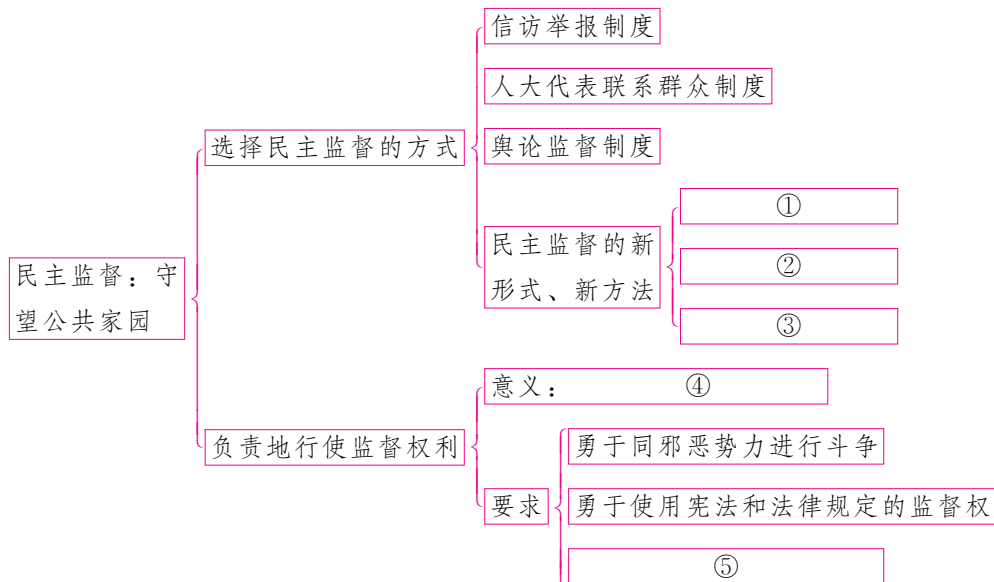 信访举报制度
人大代表联系群众制度
选择民主监督的方式
舆论监督制度
①
民主监督的新
形式、新方法
②
③
民主监督：守
望公共家园
意义： ④
负责地行使监督权利
勇于同邪恶势力进行斗争
要求
勇于使用宪法和法律规定的监督权
⑤